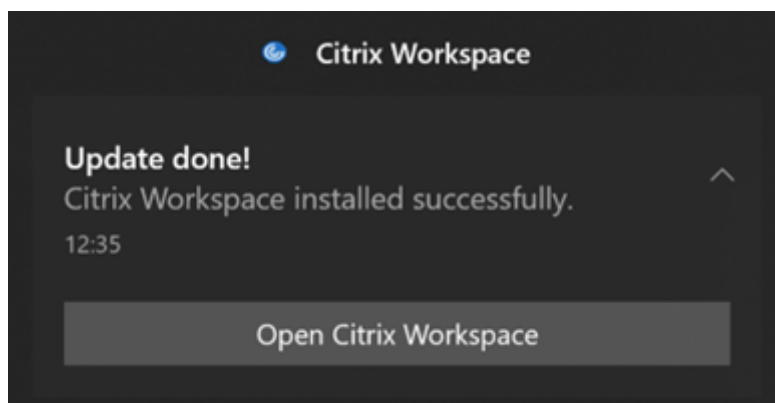 Citrix Workspace
Update done!
Citrix Workspace installed successfully.
12:35
Open Citrix Workspace